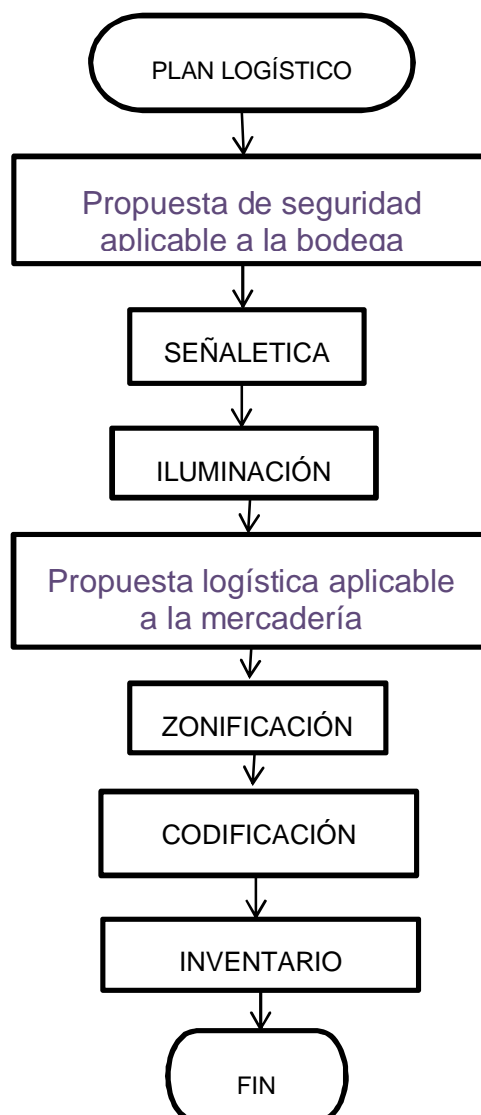 PLAN LOGÍSTICO
Propuesta de seguridad
aplicable a la bodega
SEÑALETICA
ILUMINACIÓN
Propuesta logística aplicable
a la mercadería
ZONIFICACIÓN
CODIFICACIÓN
INVENTARIO
FIN